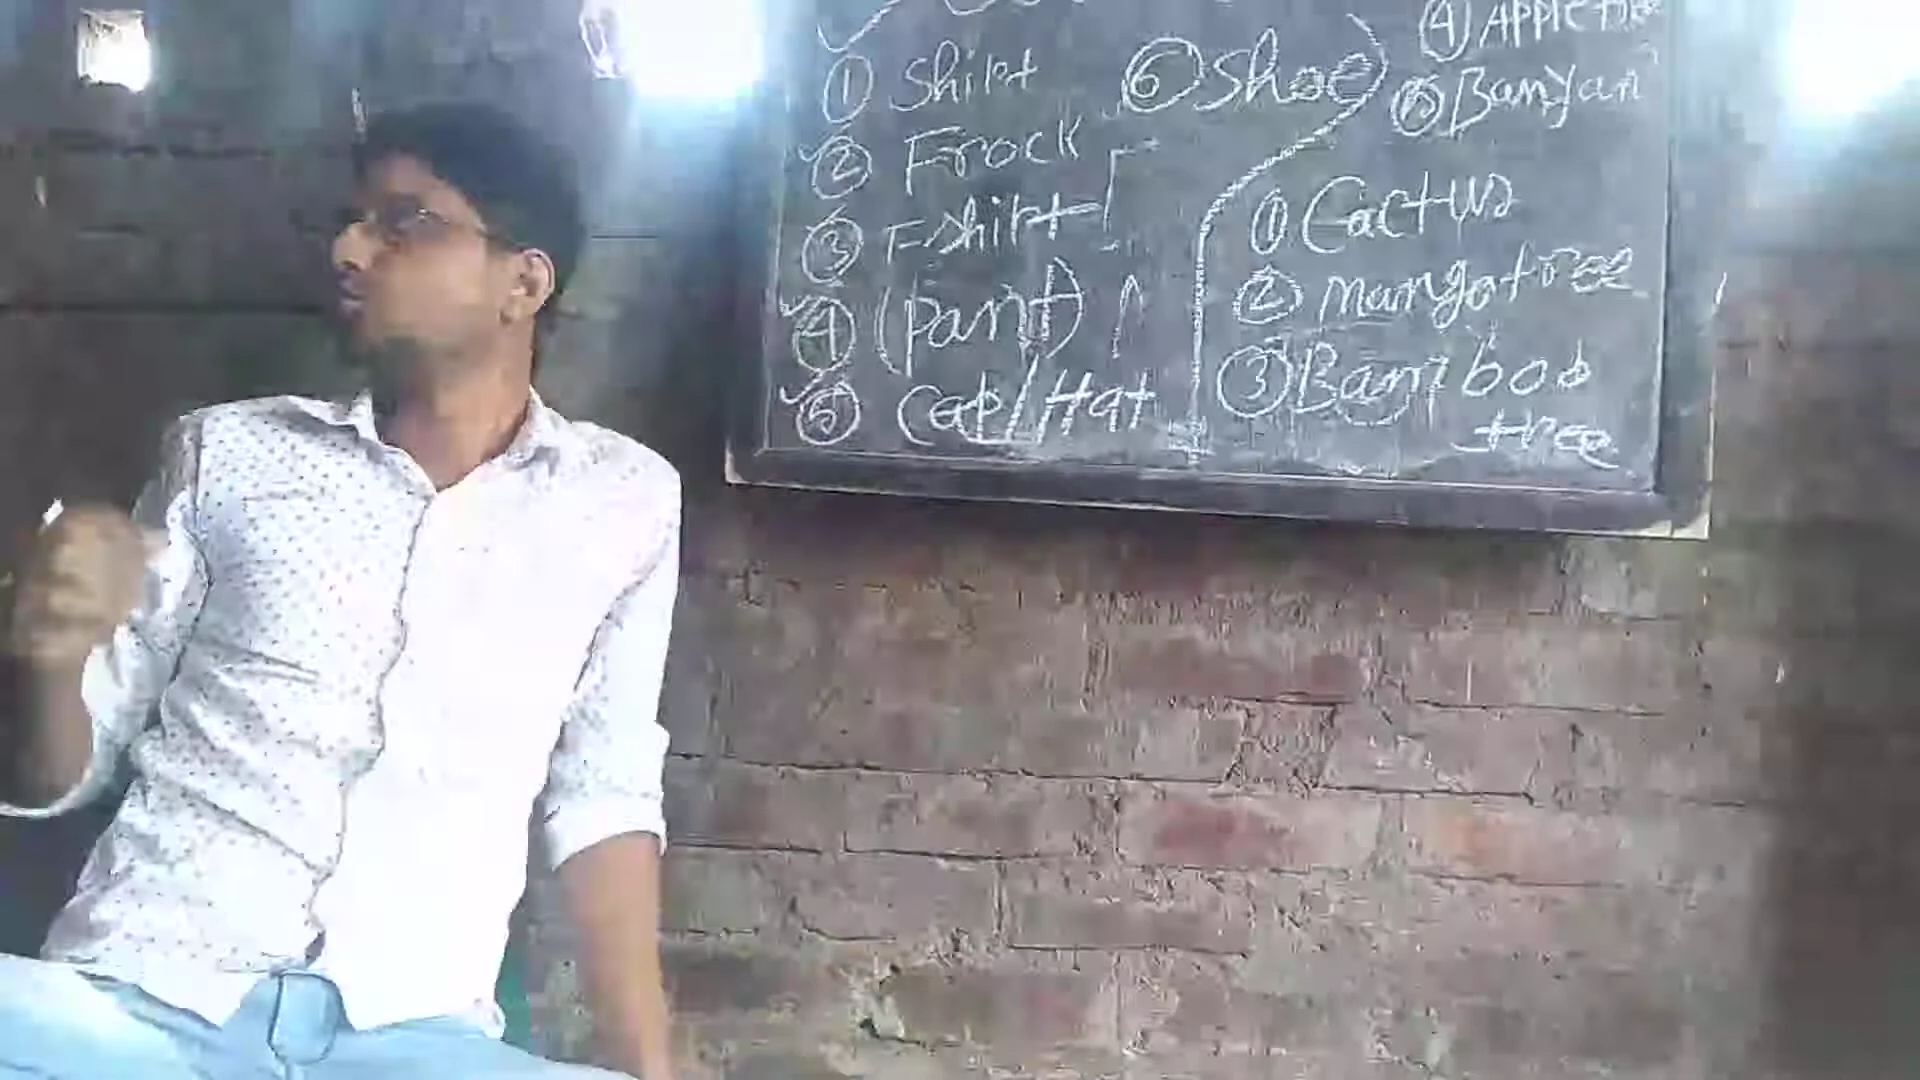 ① Shirt
② Frock
③ T-shirt
④ (pant)
⑤ Cap/Hat
⑥ Shoe
④ Apple tree
⑤ Banyan
① Cactus
② Mango tree
③ Bamboo
tree